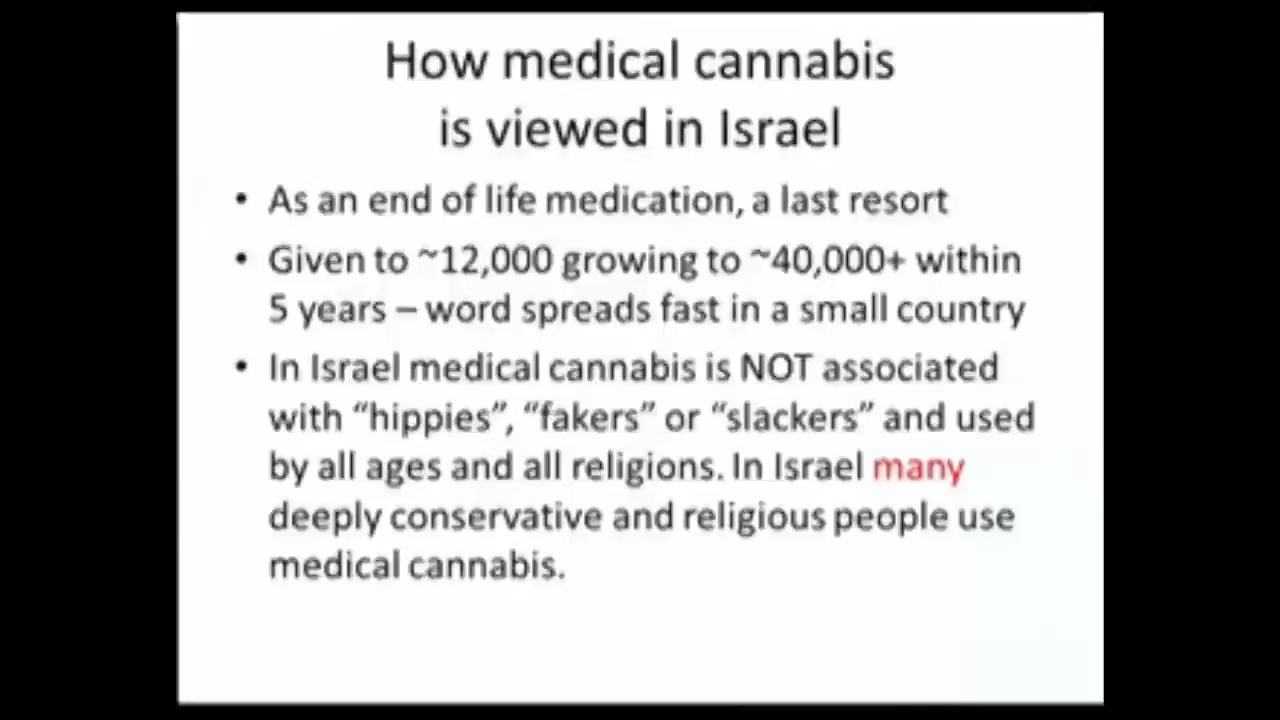 How medical cannabis
is viewed in Israel
• As an end of life medication, a last resort
• Given to ~12,000 growing to ~40,000+ within
5 years – word spreads fast in a small country
• In Israel medical cannabis is NOT associated
with “hippies”, “fakers” or “slackers” and used
by all ages and all religions. In Israel many
deeply conservative and religious people use
medical cannabis.